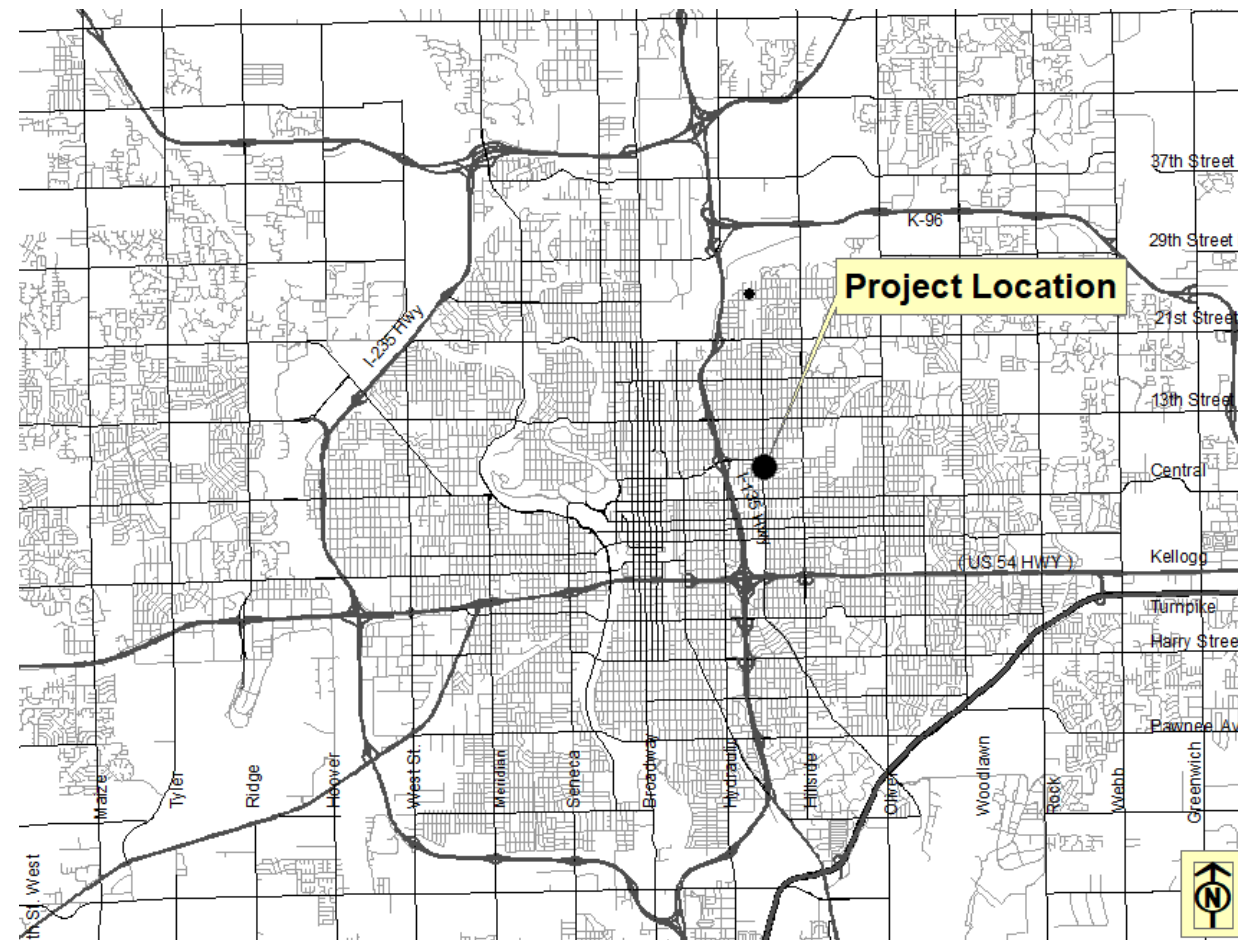 37th Street
K-96
29th Street
Project Location
21st Street
I-235 Hwy
13th Street
Central
I-135 Hwy
( US 54 HWY )
Kellogg
Turnpike
Harry Stree
Pawnee Av
Maize
Tyler
Ridge
Hoover
West St.
Meridian
Seneca
Broadway
Hydraulic
Hillside
Oliver
Woodlawn
Rock
Webb
Greenwich
th St. West
N